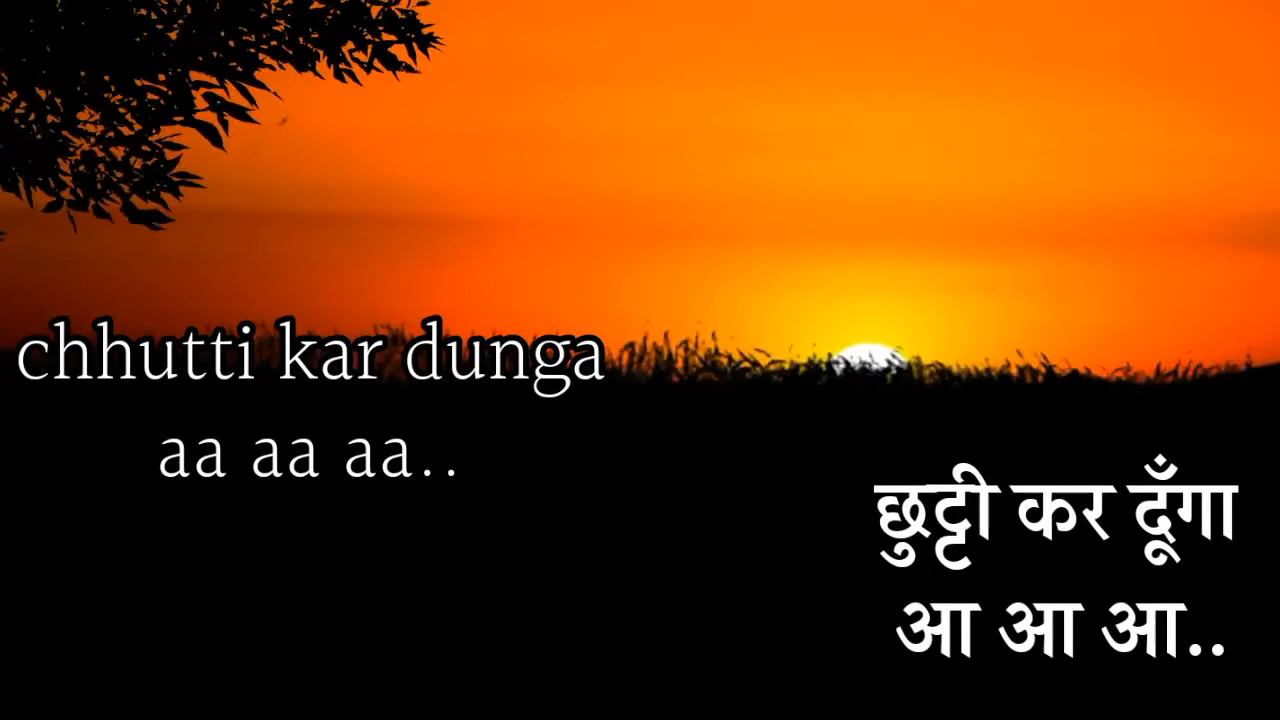 chhutti kar dunga
aa aa aa..
छुट्टी कर दूँगा
आ आ आ..